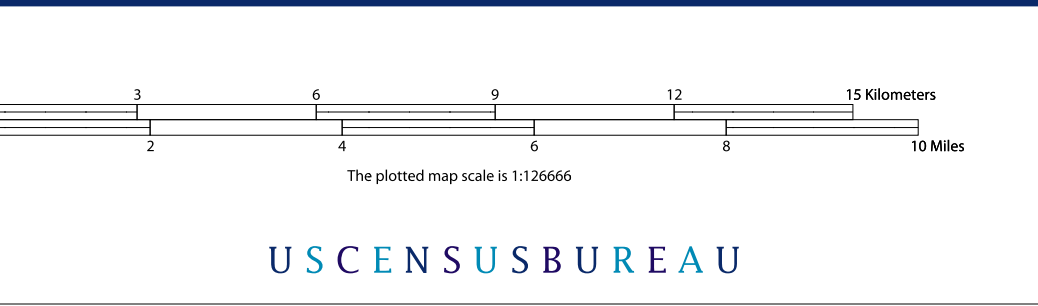 3 6 9 12 15 Kilometers
2 4 6 8 10 Miles
The plotted map scale is 1:126666
USCENSUSBUREAU